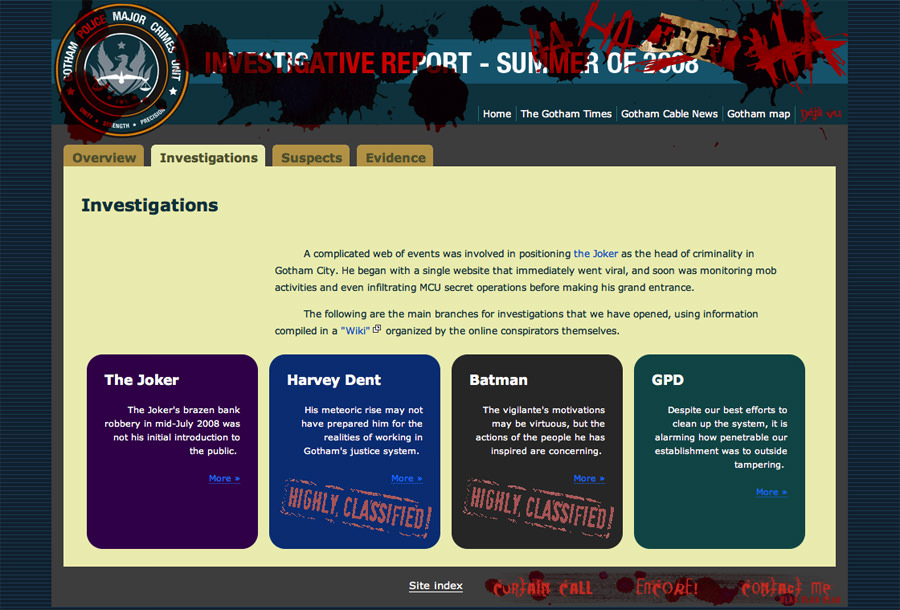 GOTHAM POLICE MAJOR CRIMES UNIT
UNITY • STRENGTH • PRECISION
INVESTIGATIVE REPORT - SUMMER OF 2008
HA HA HA
Home | The Gotham Times | Gotham Cable News | Gotham map | Deja vu
Overview
Investigations
Suspects
Evidence
Investigations
A complicated web of events was involved in positioning the Joker as the head of criminality in
Gotham City. He began with a single website that immediately went viral, and soon was monitoring mob
activities and even infiltrating MCU secret operations before making his grand entrance.
The following are the main branches for investigations that we have opened, using information
compiled in a "Wiki" organized by the online conspirators themselves.
The Joker
The Joker's brazen bank
robbery in mid-July 2008 was
not his initial introduction to
the public.
More »
Harvey Dent
His meteoric rise may not
have prepared him for the
realities of working in
Gotham's justice system.
More »
HIGHLY CLASSIFIED!
Batman
The vigilante's motivations
may be virtuous, but the
actions of the people he has
inspired are concerning.
More »
HIGHLY CLASSIFIED!
GPD
Despite our best efforts to
clean up the system, it is
alarming how penetrable our
establishment was to outside
tampering.
More »
Site index
CURTAIN CALL
ENCORE!
CONTACT ME